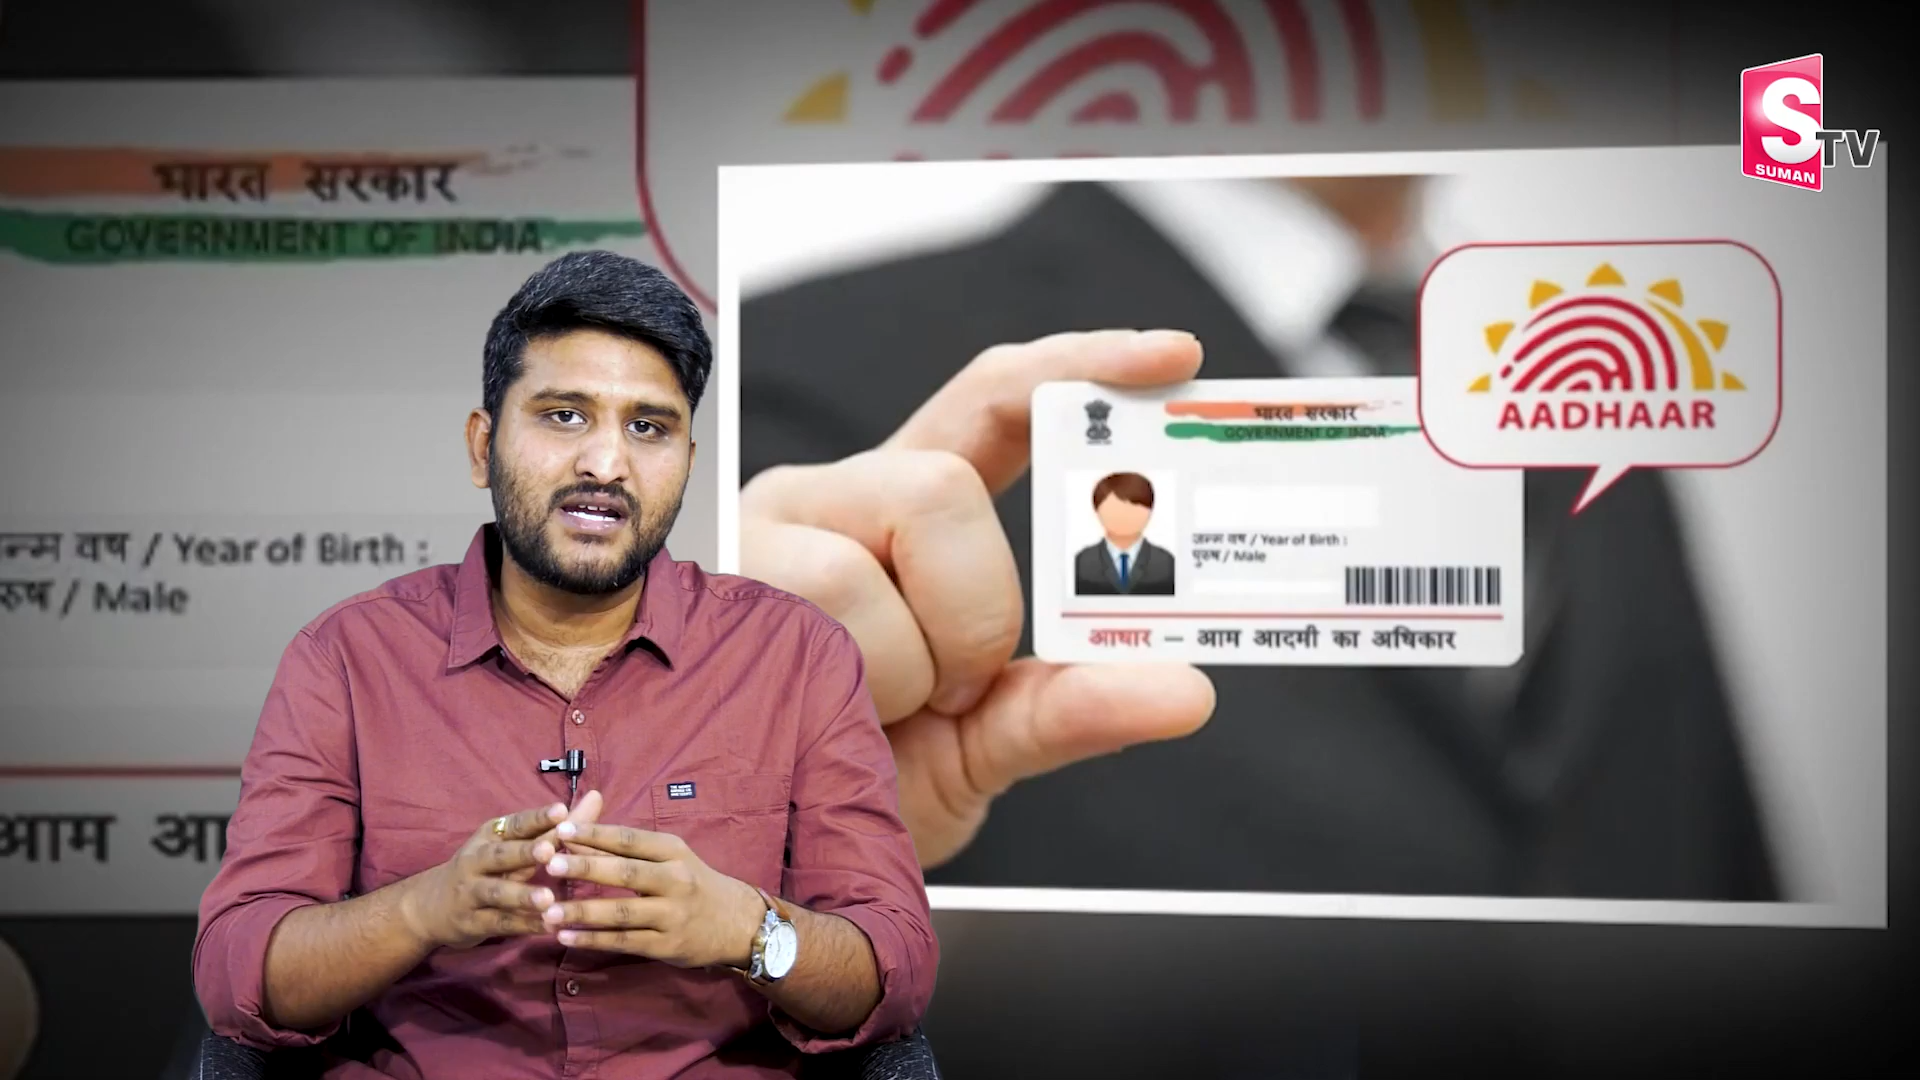 S
TV
SUMAN
भारत सरकार
GOVERNMENT OF INDIA
जन्म वर्ष / Year of Birth :
पुरुष / Male
आम आ
भारत सरकार
GOVERNMENT OF INDIA
जन्म वर्ष / Year of Birth :
पुरुष / Male
आधार — आम आदमी का अधिकार
AADHAAR